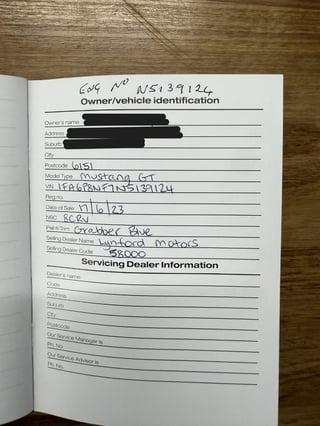 ENG NO N5139124
Owner/vehicle identification
Owner's name
Address
Suburb
City
Postcode 6151
Model Type Mustang GT
VIN 1FA6P8NF7N5139124
Reg no.
Date of Sale 17/6/23
NSC 8CRV
Paint Trim Grabber Blue
Selling Dealer Name Lynford Motors
Selling Dealer Code 58000
Servicing Dealer Information
Dealer's name
Code
Address
Suburb
City
Postcode
Our Service Manager is
Ph. No.
Our Service Advisor is
Ph. No.